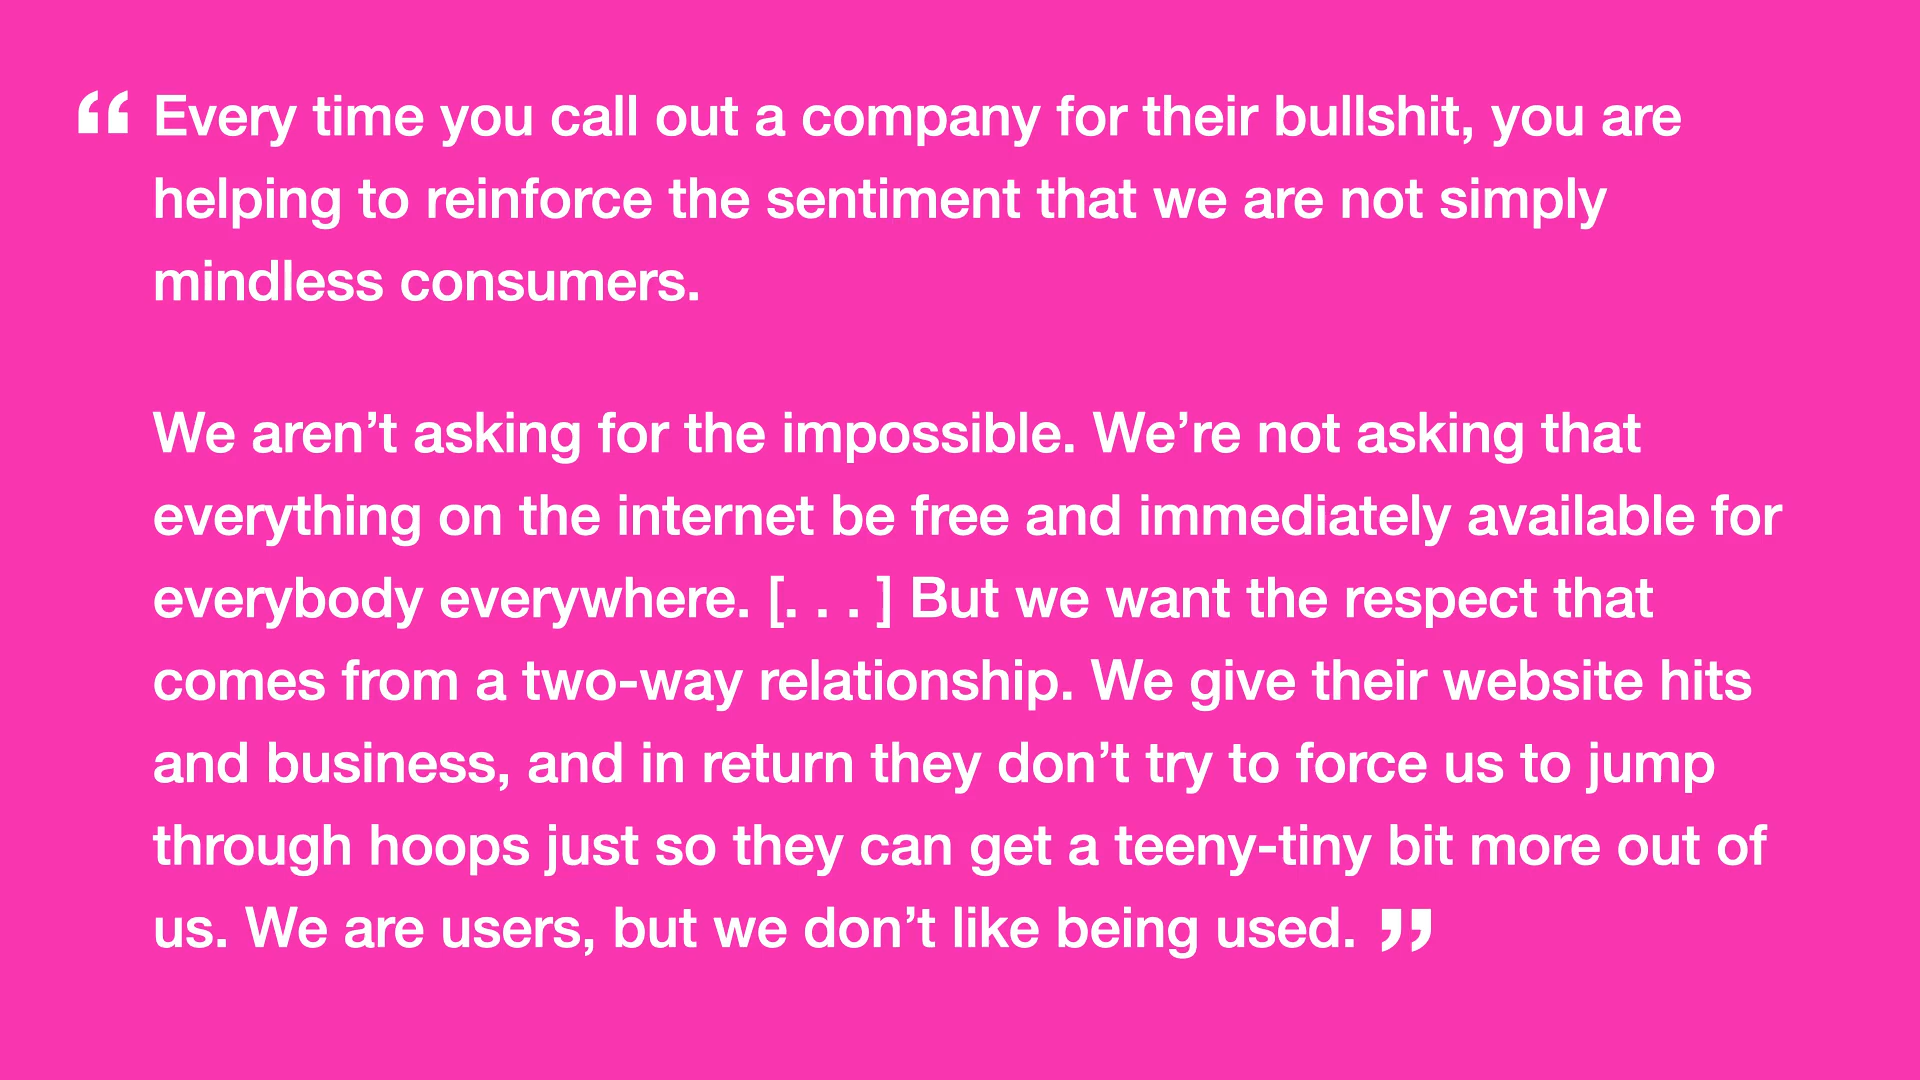 “ Every time you call out a company for their bullshit, you are
helping to reinforce the sentiment that we are not simply
mindless consumers.
We aren’t asking for the impossible. We’re not asking that
everything on the internet be free and immediately available for
everybody everywhere. [. . . ] But we want the respect that
comes from a two-way relationship. We give their website hits
and business, and in return they don’t try to force us to jump
through hoops just so they can get a teeny-tiny bit more out of
us. We are users, but we don’t like being used. ”